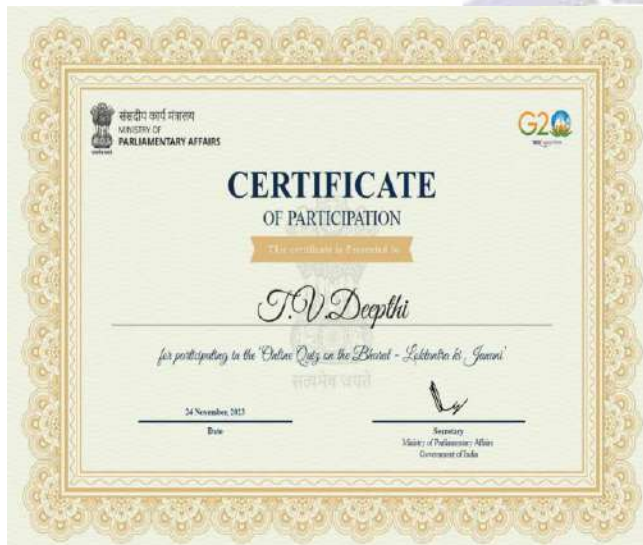 संसदीय कार्य मंत्रालय
MINISTRY OF
PARLIAMENTARY AFFAIRS
G20
CERTIFICATE
OF PARTICIPATION
This certificate is Presented to
T.V.Deepthi
for participating in the 'Online Quiz on the Bharat - Loktantra ki Janani'
सत्यमेव जयते
24 November, 2023
Date
Secretary
Ministry of Parliamentary Affairs
Government of India